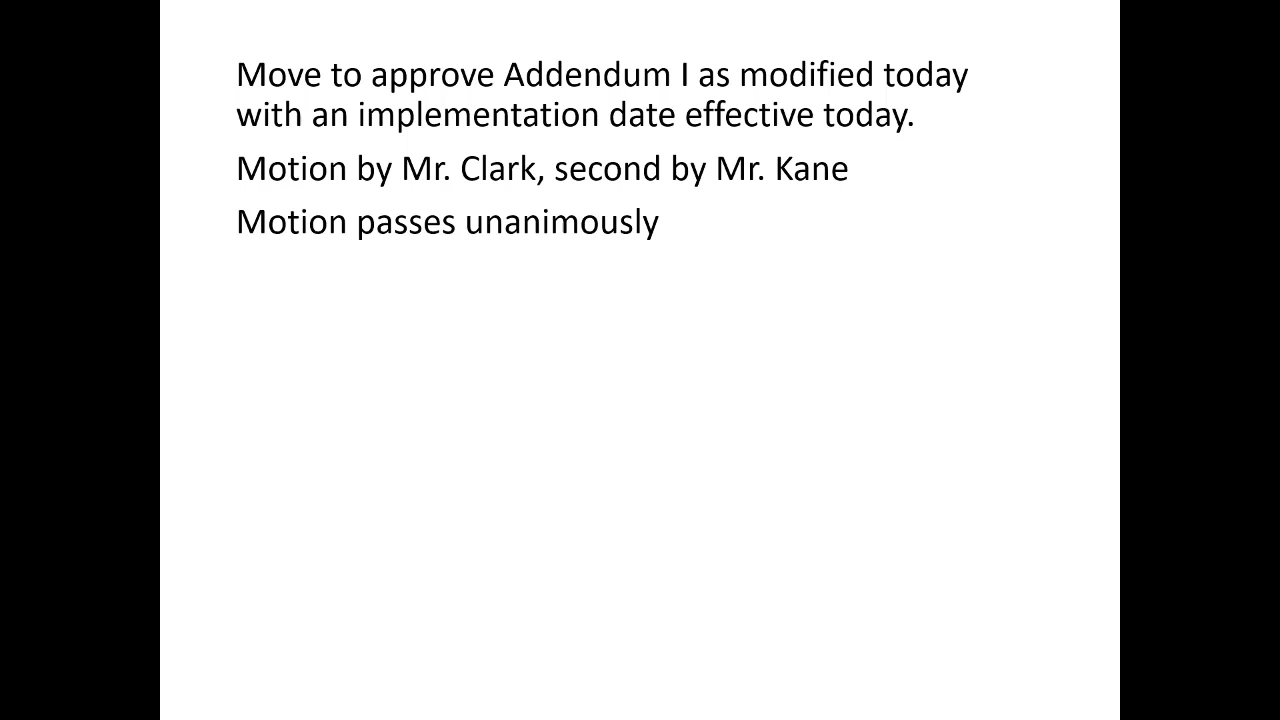 Move to approve Addendum I as modified today
with an implementation date effective today.
Motion by Mr. Clark, second by Mr. Kane
Motion passes unanimously